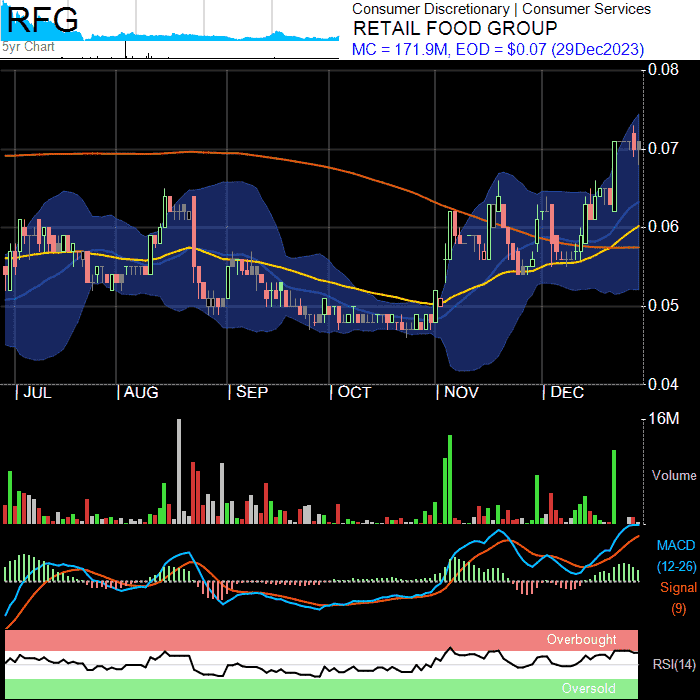 RFG
5yr Chart
Consumer Discretionary | Consumer Services
RETAIL FOOD GROUP
MC = 171.9M, EOD = $0.07 (29Dec2023)
0.08
0.07
0.06
0.05
0.04
| JUL | AUG | SEP | OCT | NOV | DEC
16M
Volume
MACD
(12-26)
Signal
(9)
Overbought
RSI(14)
Oversold